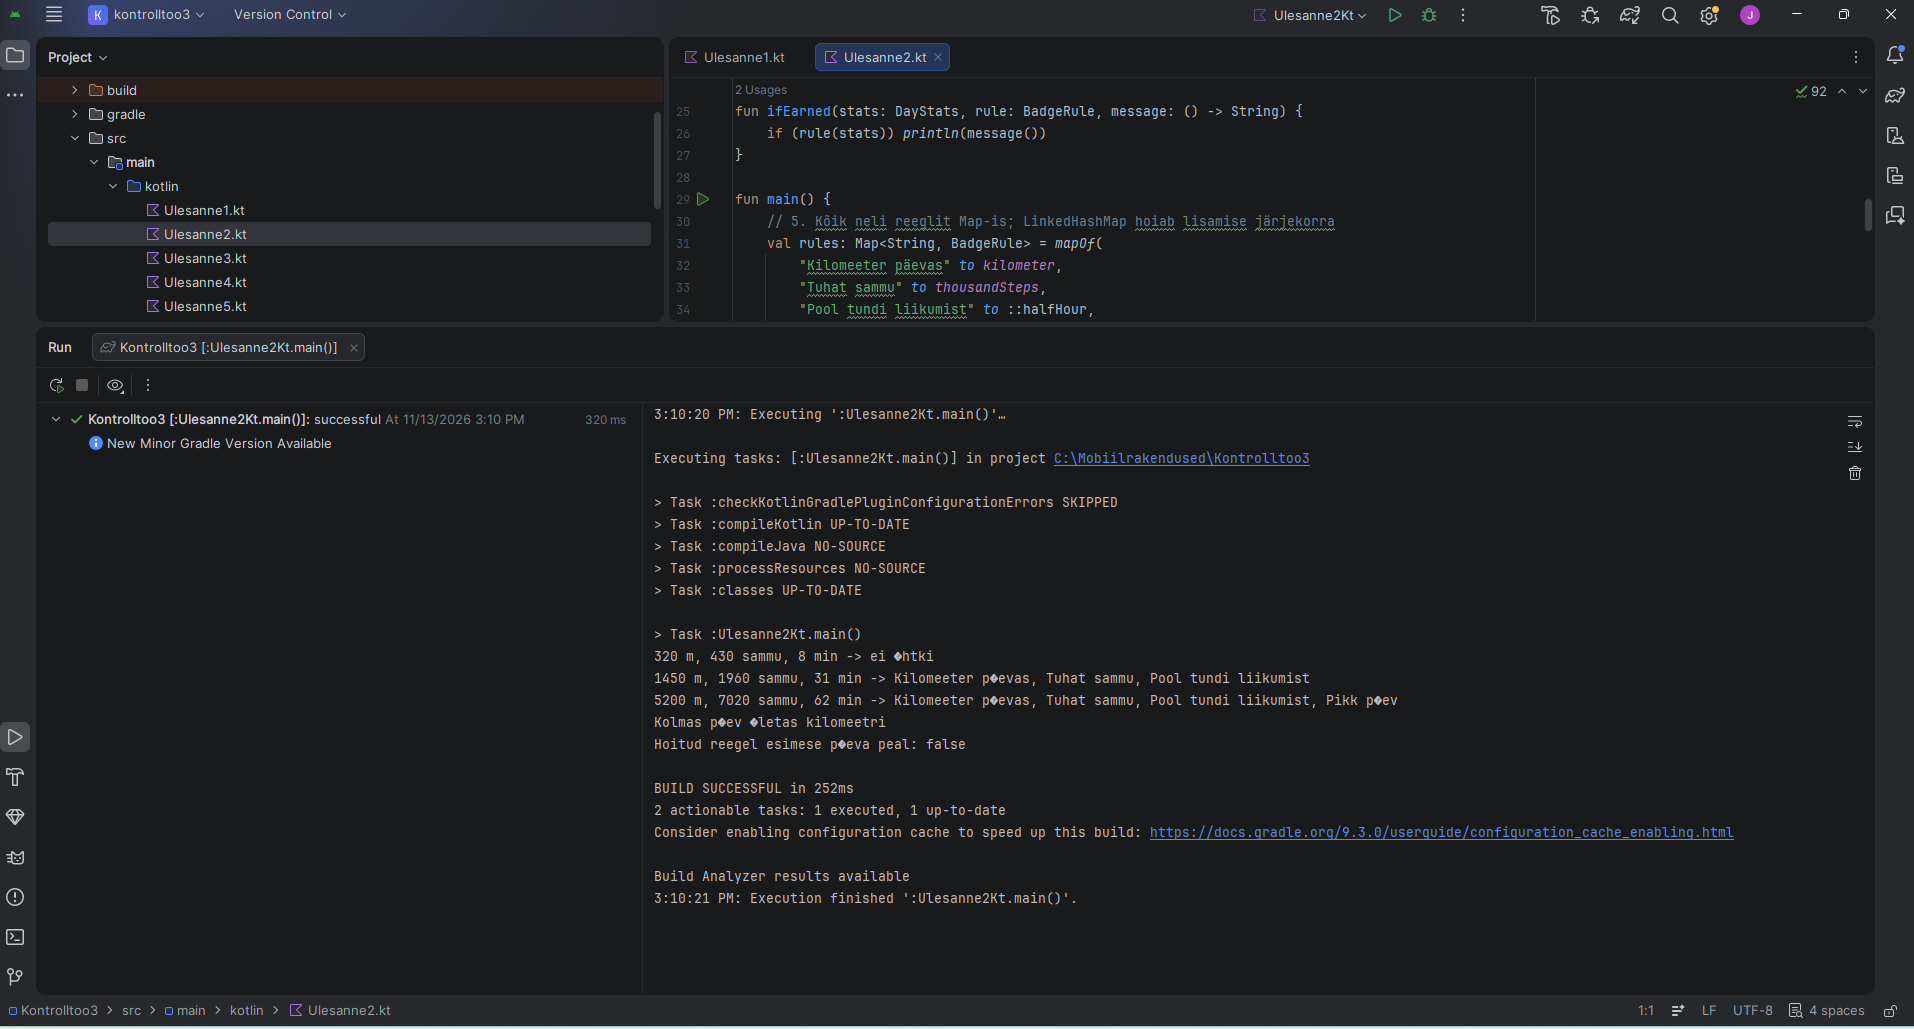 K kontrolltoo3 Version Control Ulesanne2Kt J
Project
build
gradle
src
main
kotlin
Ulesanne1.kt
Ulesanne2.kt
Ulesanne3.kt
Ulesanne4.kt
Ulesanne5.kt
Ulesanne1.kt Ulesanne2.kt
92
2 Usages
25 fun ifEarned(stats: DayStats, rule: BadgeRule, message: () -> String) {
26 if (rule(stats)) println(message())
27 }
28
29 fun main() {
30 // 5. Kõik neli reeglit Map-is; LinkedHashMap hoiab lisamise järjekorra
31 val rules: Map<String, BadgeRule> = mapOf(
32 "Kilomeeter päevas" to kilometer,
33 "Tuhat sammu" to thousandSteps,
34 "Pool tundi liikumist" to ::halfHour,
Run Kontrolltoo3 [:Ulesanne2Kt.main()]
Kontrolltoo3 [:Ulesanne2Kt.main()]: successful At 11/13/2026 3:10 PM 320 ms
New Minor Gradle Version Available
3:10:20 PM: Executing ':Ulesanne2Kt.main()'…
Executing tasks: [:Ulesanne2Kt.main()] in project C:\Mobiilrakendused\Kontrolltoo3
> Task :checkKotlinGradlePluginConfigurationErrors SKIPPED
> Task :compileKotlin UP-TO-DATE
> Task :compileJava NO-SOURCE
> Task :processResources NO-SOURCE
> Task :classes UP-TO-DATE
> Task :Ulesanne2Kt.main()
320 m, 430 sammu, 8 min -> ei �htki
1450 m, 1960 sammu, 31 min -> Kilomeeter p�evas, Tuhat sammu, Pool tundi liikumist
5200 m, 7020 sammu, 62 min -> Kilomeeter p�evas, Tuhat sammu, Pool tundi liikumist, Pikk p�ev
Kolmas p�ev �letas kilomeetri
Hoitud reegel esimese p�eva peal: false
BUILD SUCCESSFUL in 252ms
2 actionable tasks: 1 executed, 1 up-to-date
Consider enabling configuration cache to speed up this build: https://docs.gradle.org/9.3.0/userguide/configuration_cache_enabling.html
Build Analyzer results available
3:10:21 PM: Execution finished ':Ulesanne2Kt.main()'.
Kontrolltoo3 > src > main > kotlin > Ulesanne2.kt 1:1 LF UTF-8 4 spaces